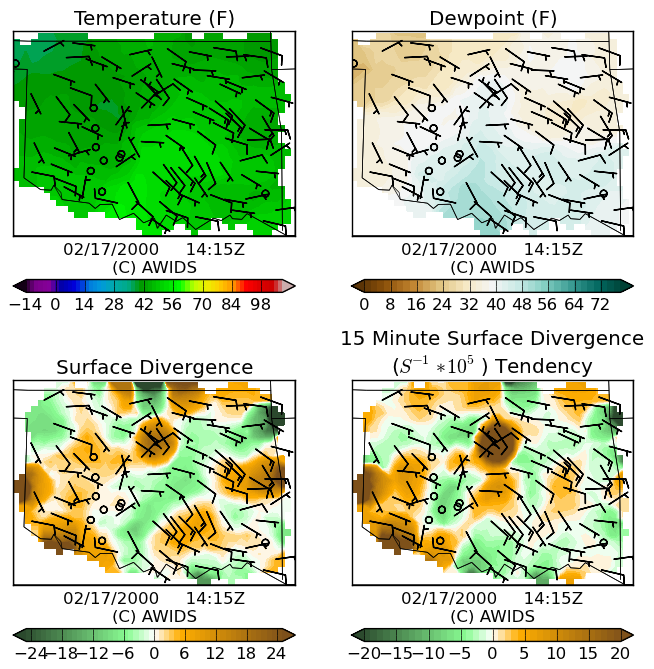 Temperature (F)
Dewpoint (F)
02/17/2000 14:15Z
(C) AWIDS
−14 0 14 28 42 56 70 84 98
02/17/2000 14:15Z
(C) AWIDS
0 8 16 24 32 40 48 56 64 72
Surface Divergence
15 Minute Surface Divergence
(S⁻¹ *10⁵ ) Tendency
02/17/2000 14:15Z
(C) AWIDS
−24 −18 −12 −6 0 6 12 18 24
02/17/2000 14:15Z
(C) AWIDS
−20 −15 −10 −5 0 5 10 15 20